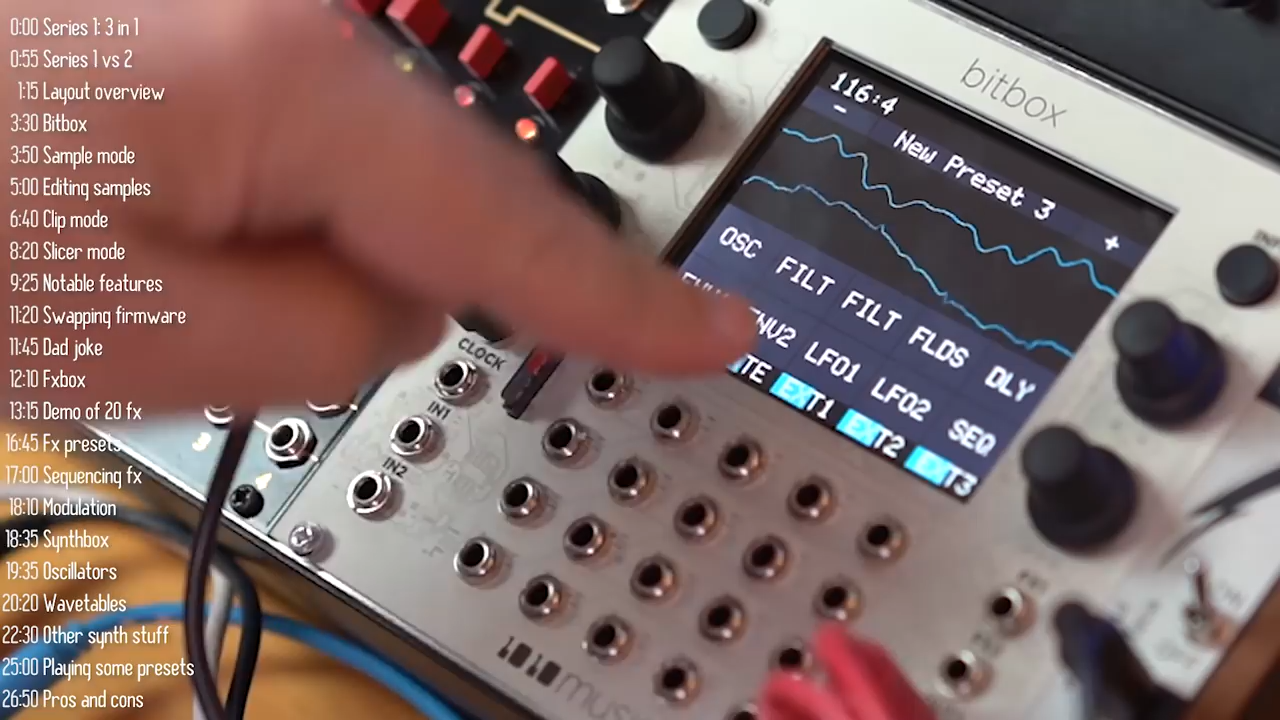 0:00 Series 1: 3 in 1
0:55 Series 1 vs 2
1:15 Layout overview
3:30 Bitbox
3:50 Sample mode
5:00 Editing samples
6:40 Clip mode
8:20 Slicer mode
9:25 Notable features
11:20 Swapping firmware
11:45 Dad joke
12:10 Fxbox
13:15 Demo of 20 fx
16:45 Fx presets
17:00 Sequencing fx
18:10 Modulation
18:35 Synthbox
19:35 Oscillators
20:20 Wavetables
22:30 Other synth stuff
25:00 Playing some presets
26:50 Pros and cons
bitbox
116:4
- New Preset 3 +
OSC FILT FILT FLDS DLY
LFO1 LFO2 SEQ
EXT1 EXT2 EXT3
CLOCK
IN1
IN2
4
1010 music